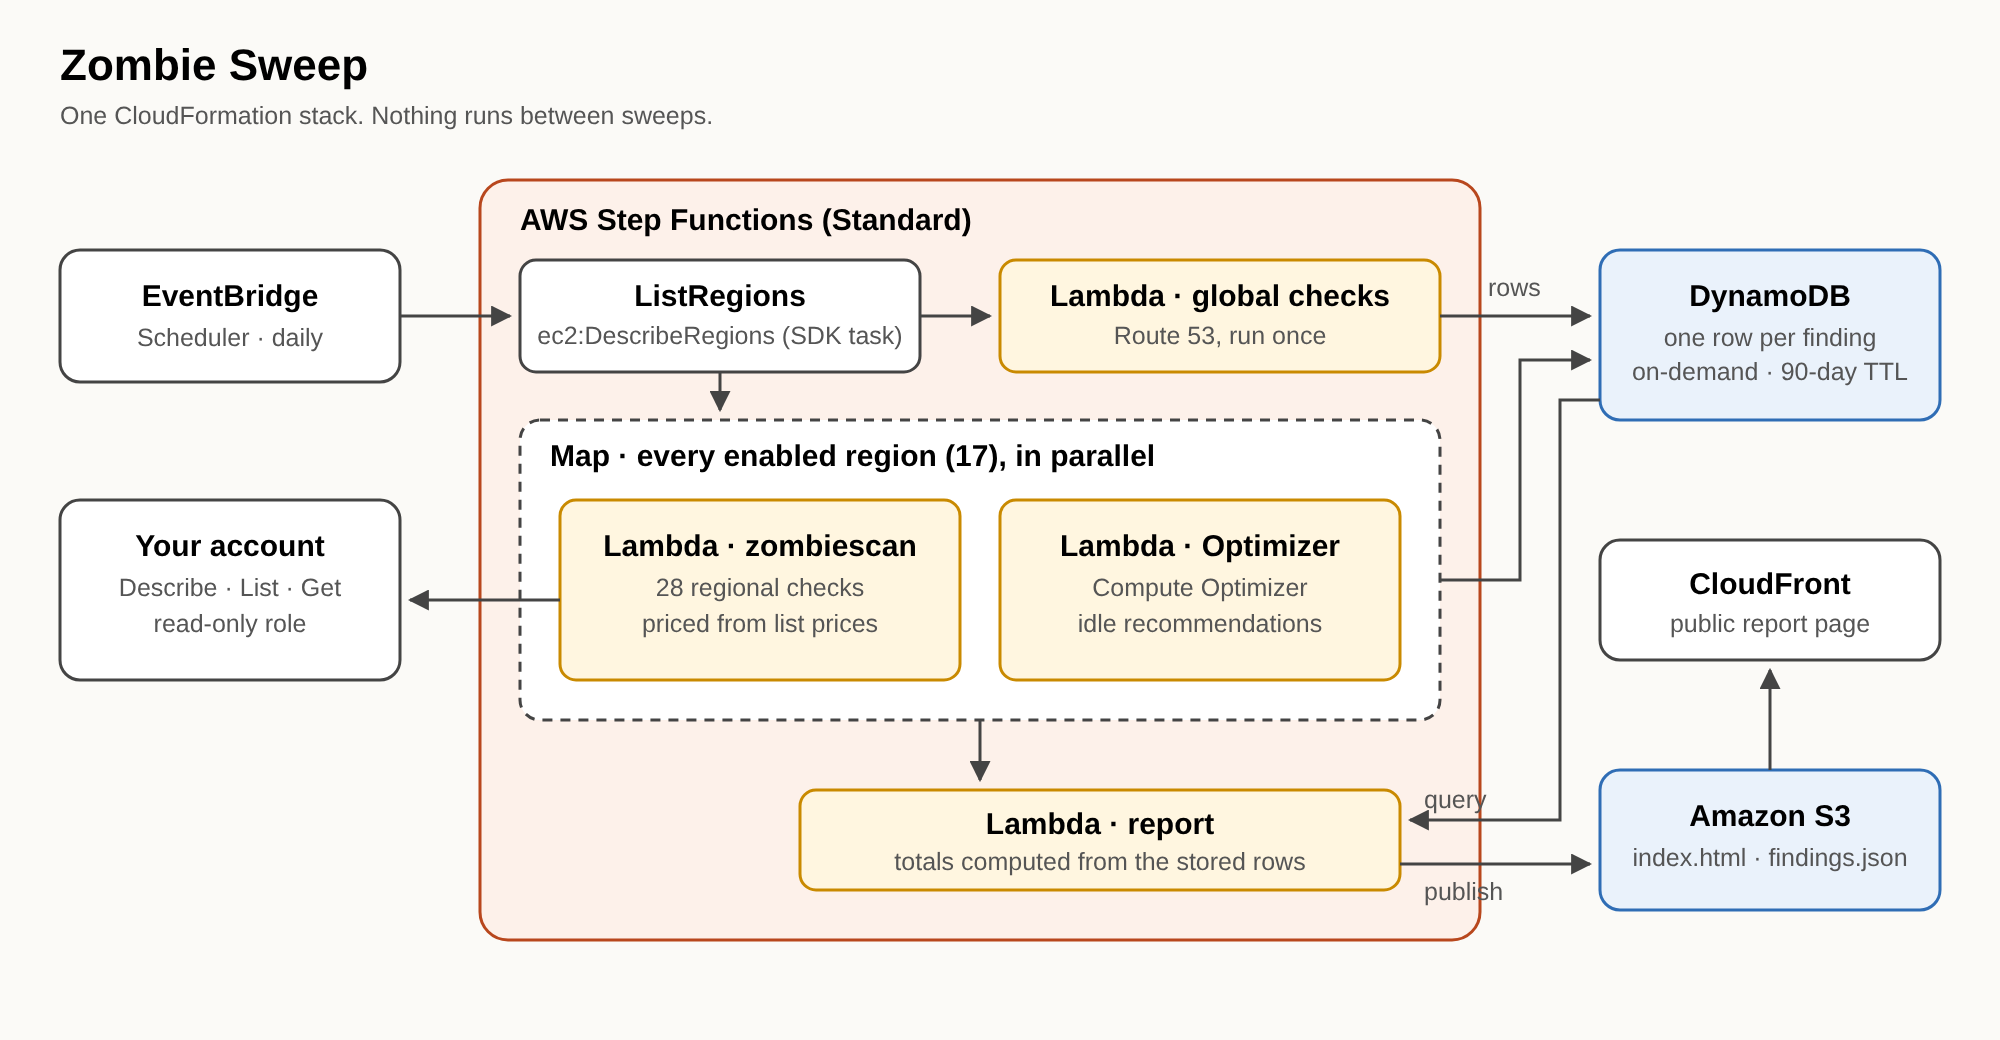 Zombie Sweep
One CloudFormation stack. Nothing runs between sweeps.
AWS Step Functions (Standard)
EventBridge
Scheduler · daily
ListRegions
ec2:DescribeRegions (SDK task)
Lambda · global checks
Route 53, run once
rows
DynamoDB
one row per finding
on-demand · 90-day TTL
Map · every enabled region (17), in parallel
Your account
Describe · List · Get
read-only role
Lambda · zombiescan
28 regional checks
priced from list prices
Lambda · Optimizer
Compute Optimizer
idle recommendations
CloudFront
public report page
Lambda · report
totals computed from the stored rows
query
publish
Amazon S3
index.html · findings.json